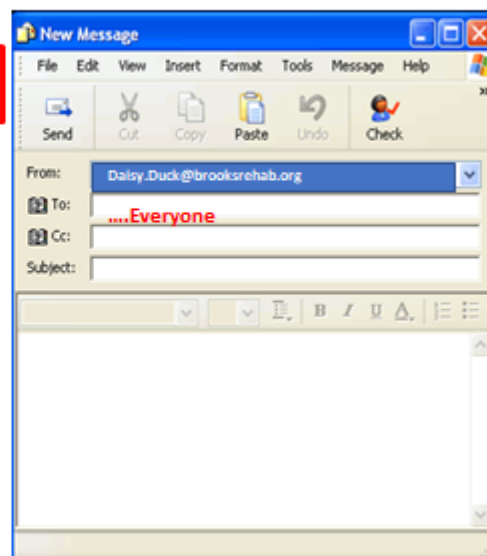 New Message
File Edit View Insert Format Tools Message Help
Send Cut Copy Paste Undo Check
From: Daisy.Duck@brooksrehab.org
To: ....Everyone
Cc:
Subject:
B I U A